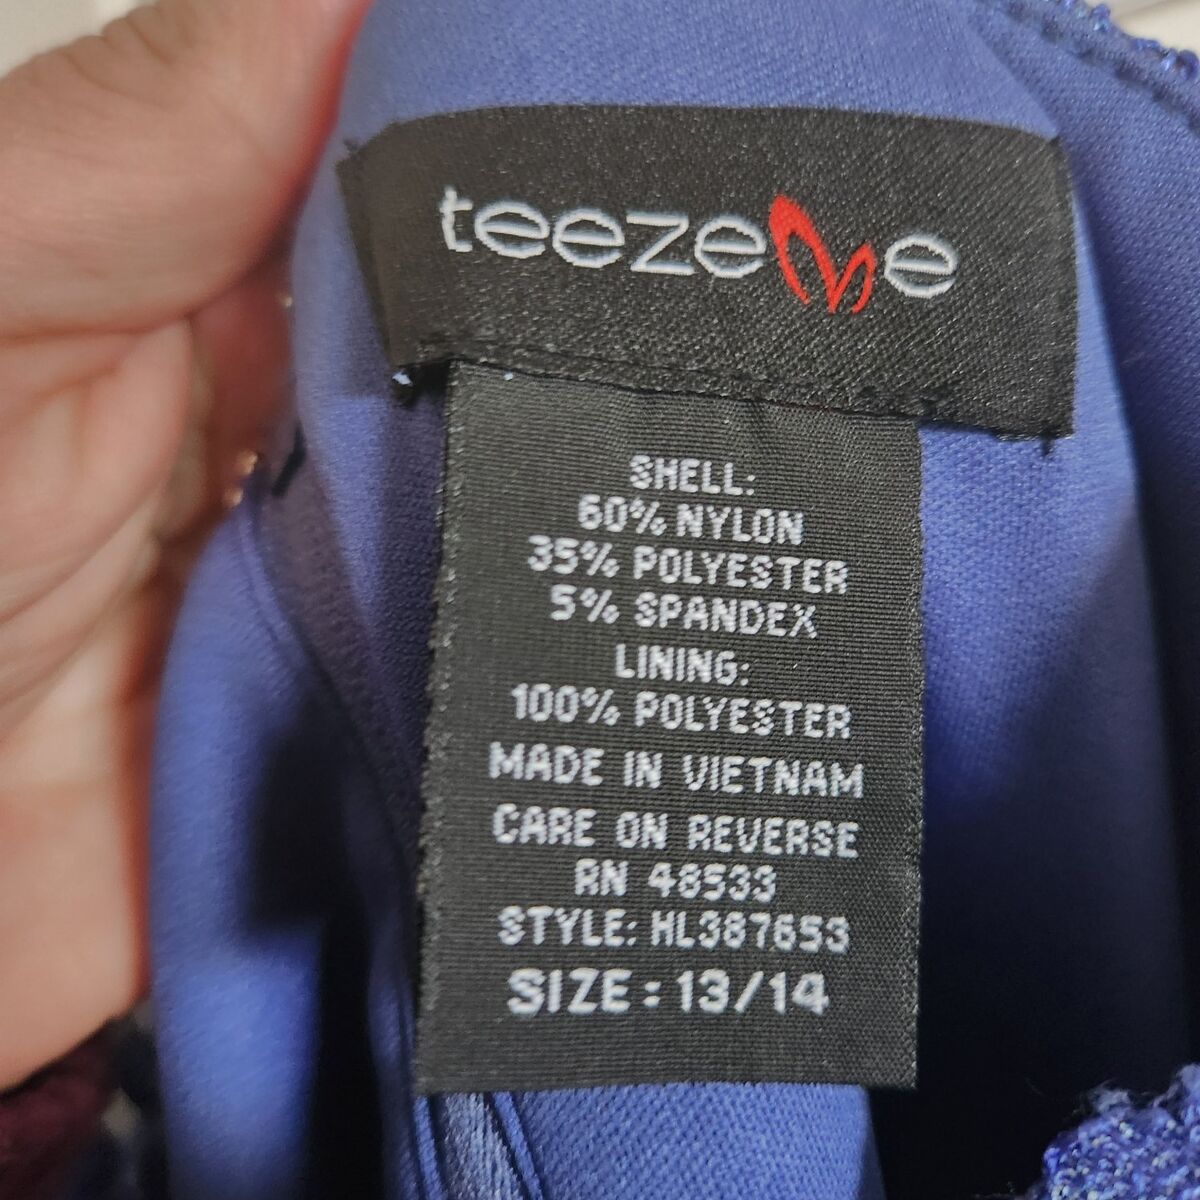 teezeme
SHELL:
60% NYLON
35% POLYESTER
5% SPANDEX
LINING:
100% POLYESTER
MADE IN VIETNAM
CARE ON REVERSE
RN 48533
STYLE: HL387653
SIZE: 13/14